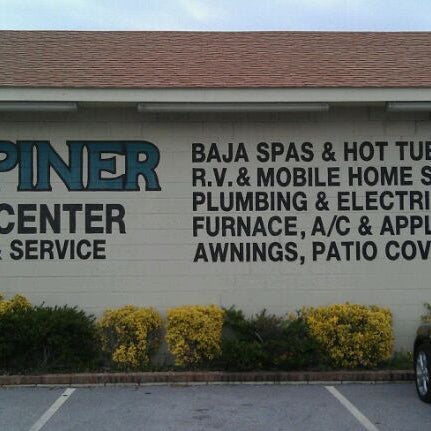 PINER
CENTER
& SERVICE
BAJA SPAS & HOT TUB
R.V. & MOBILE HOME S
PLUMBING & ELECTRI
FURNACE, A/C & APPL
AWNINGS, PATIO COV